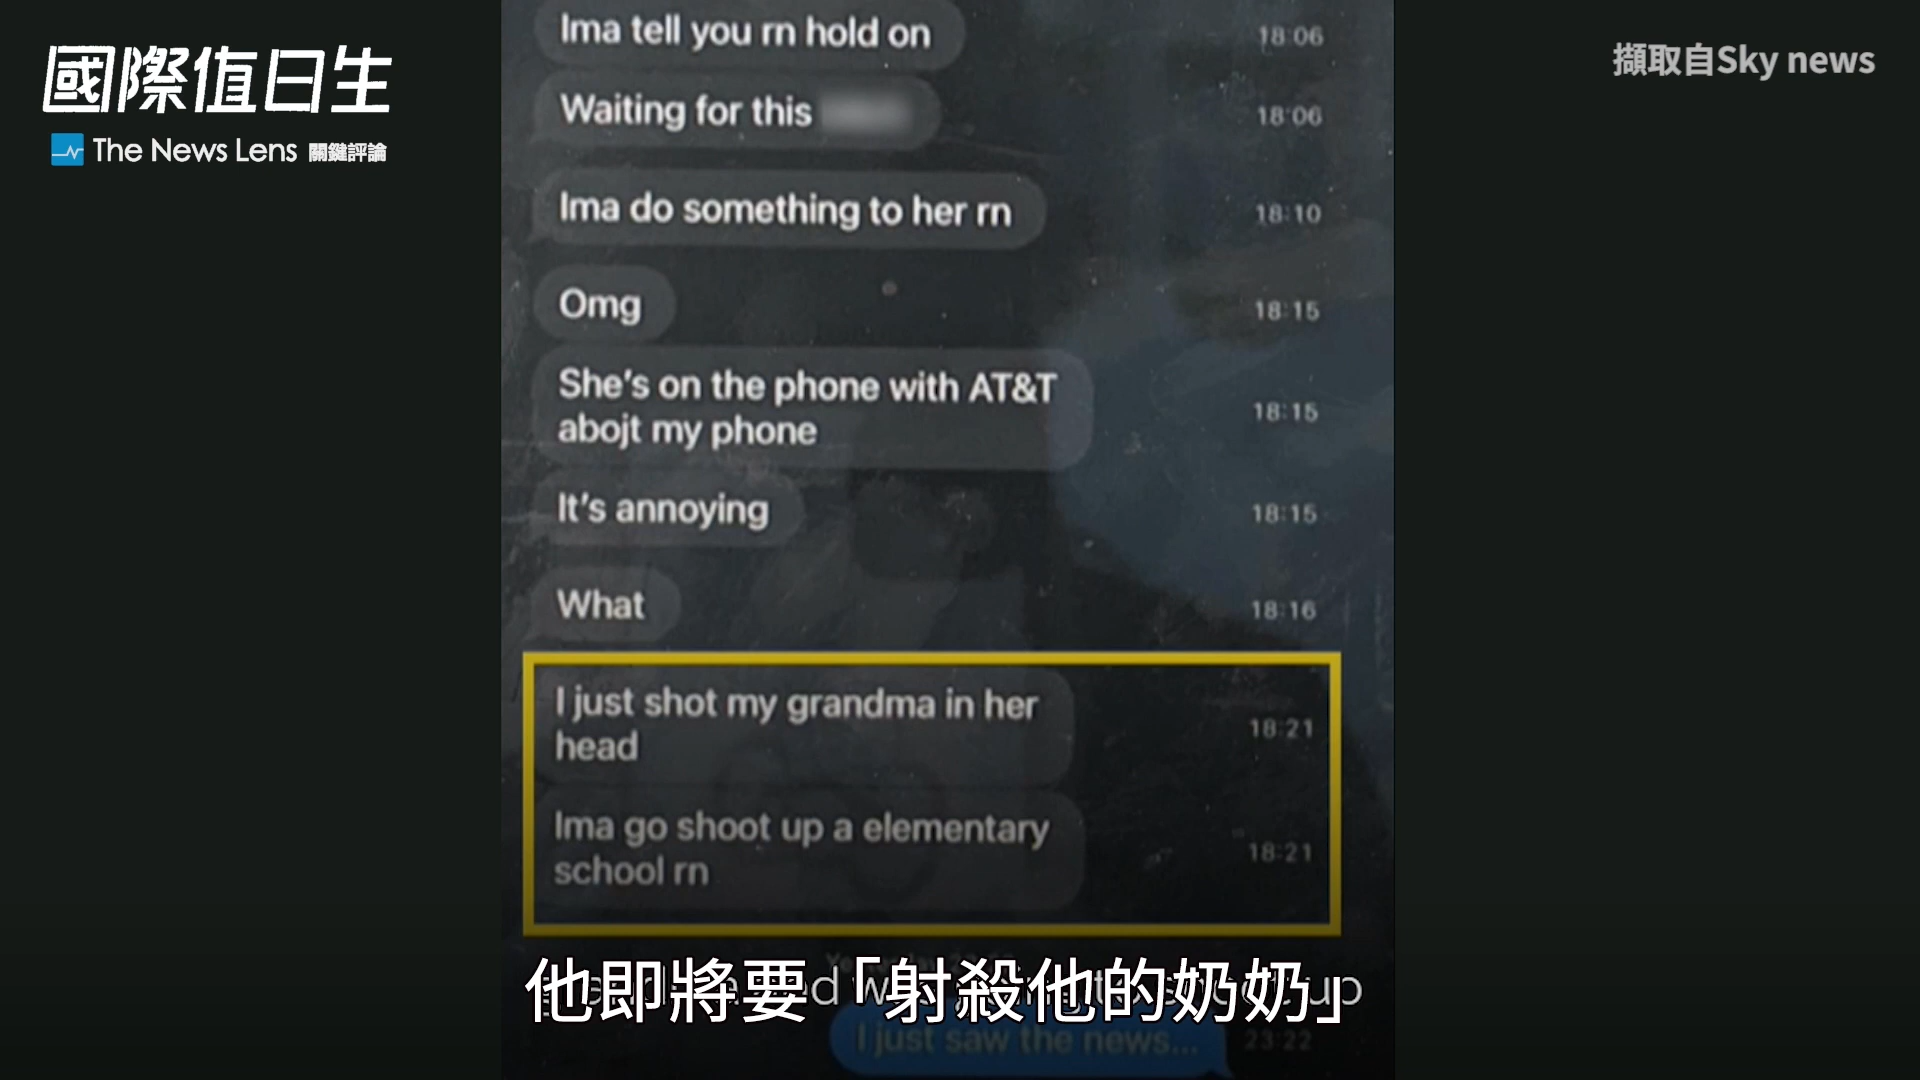 國際值日生
The News Lens 關鍵評論
擷取自Sky news
Ima tell you rn hold on
18:06
Waiting for this
18:06
Ima do something to her rn
18:10
Omg
18:15
She's on the phone with AT&T
abojt my phone
18:15
It's annoying
18:15
What
18:16
I just shot my grandma in her
head
18:21
Ima go shoot up a elementary
school rn
18:21
他即將要「射殺他的奶奶」
up
I just saw the news...
23:22